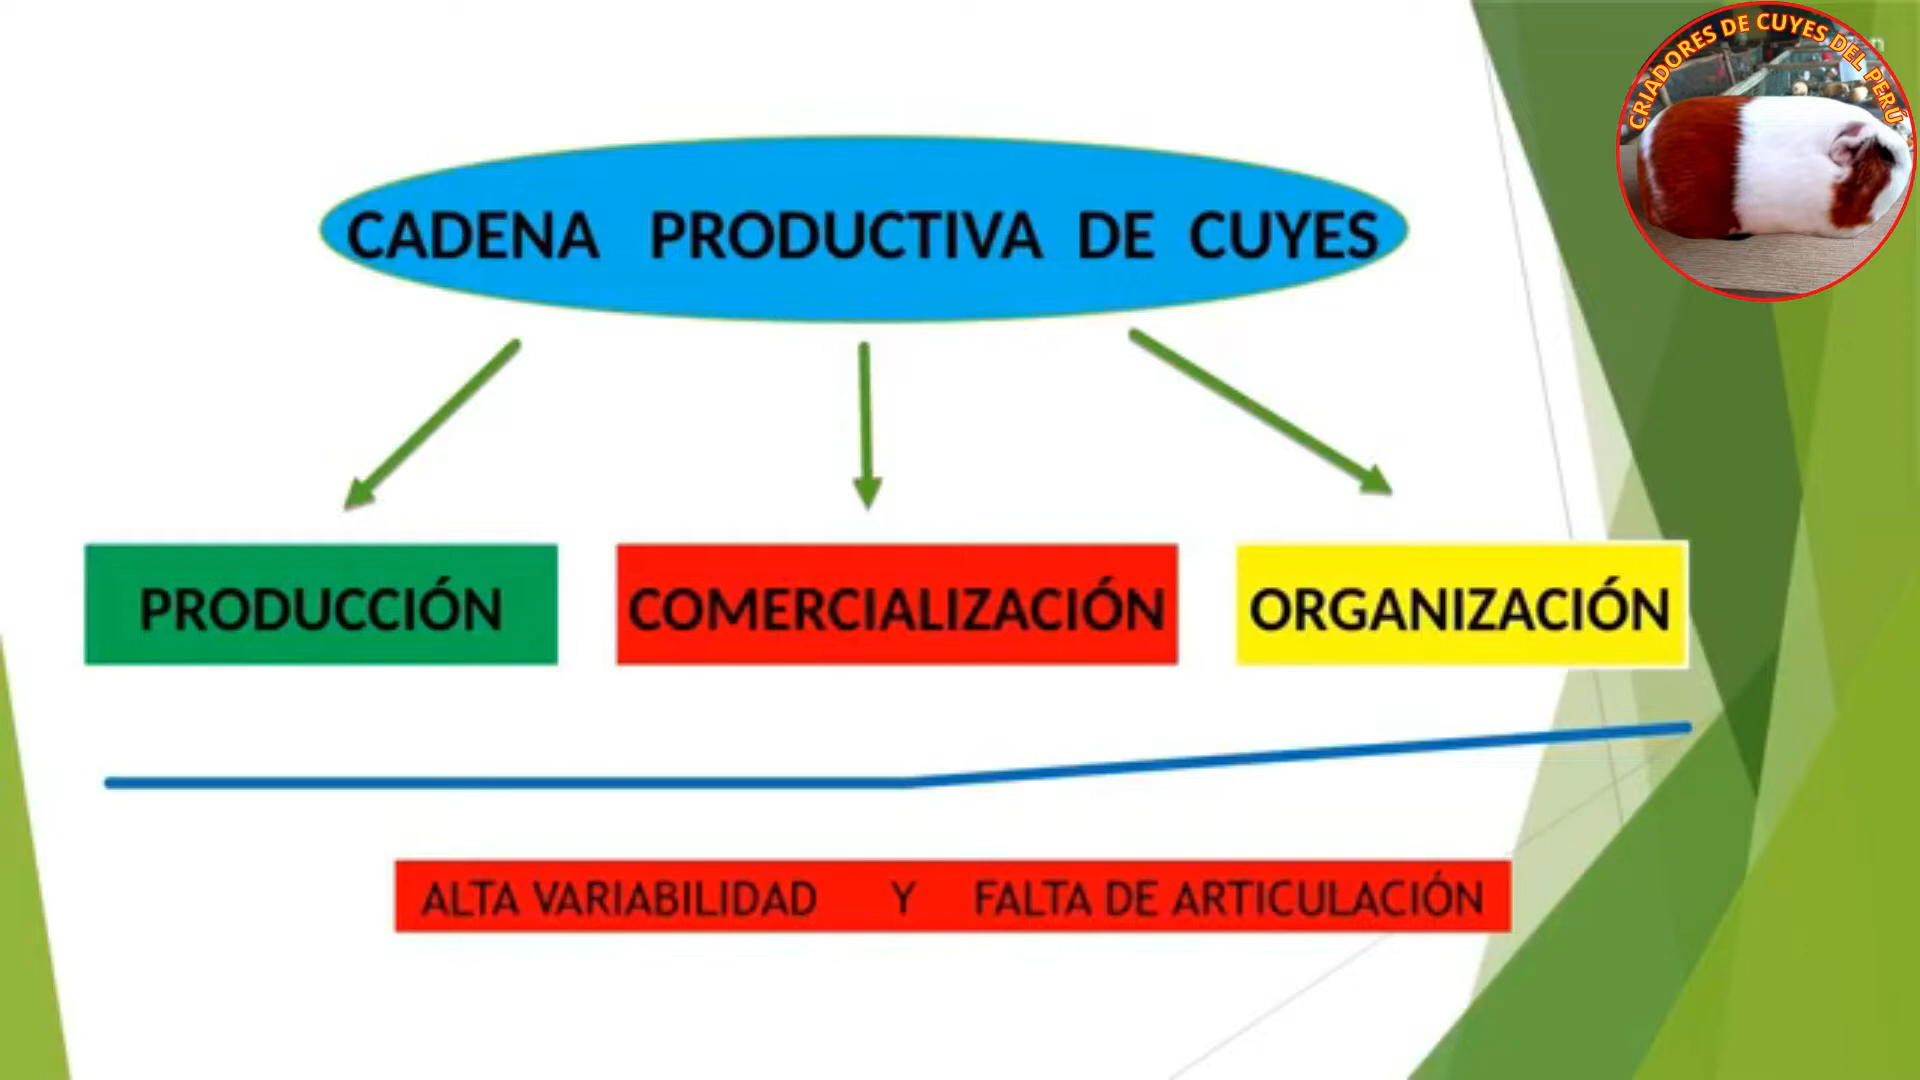 CRIADORES DE CUYES DEL PERÚ
CADENA PRODUCTIVA DE CUYES
PRODUCCIÓN
COMERCIALIZACIÓN
ORGANIZACIÓN
ALTA VARIABILIDAD Y FALTA DE ARTICULACIÓN